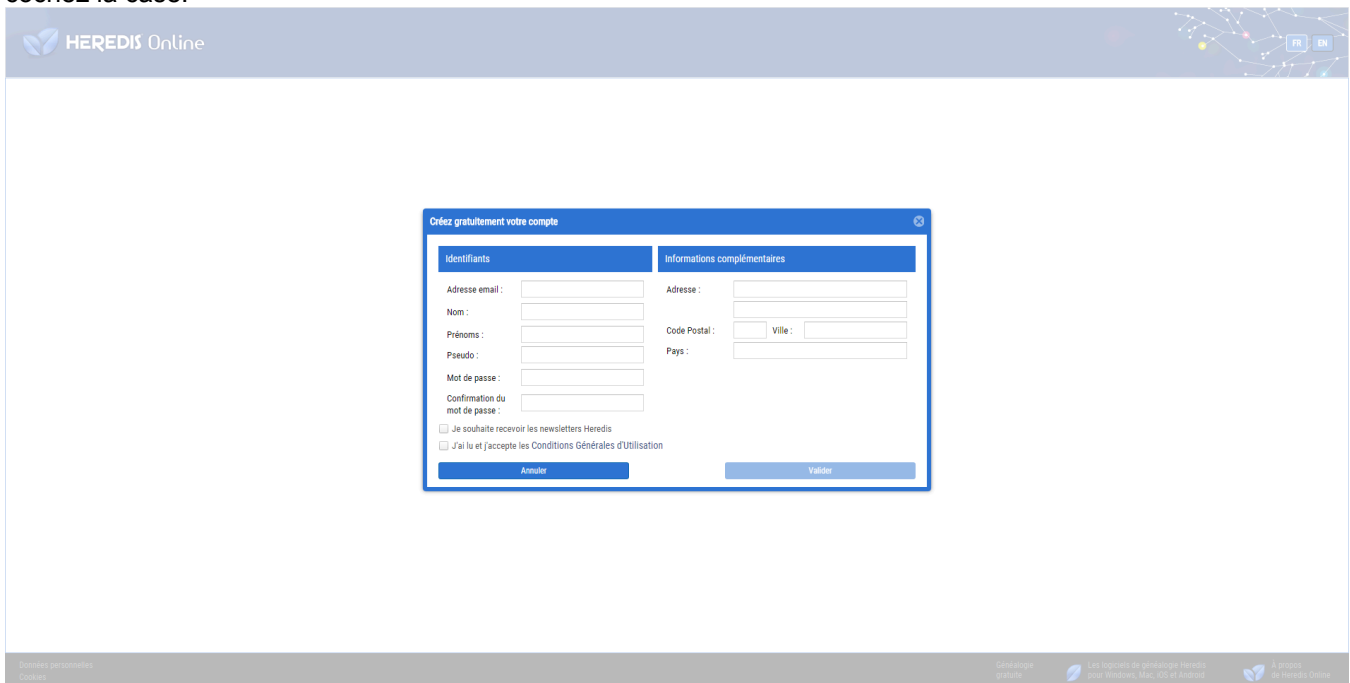 cochez la case.
HEREDIS Online
FR EN
Créez gratuitement votre compte
Identifiants
Informations complémentaires
Adresse email :
Adresse :
Nom :
Prénoms :
Code Postal :
Ville :
Pseudo :
Pays :
Mot de passe :
Confirmation du
mot de passe :
Je souhaite recevoir les newsletters Heredis
J'ai lu et j'accepte les Conditions Générales d'Utilisation
Annuler
Valider
Données personnelles
Cookies
Généalogie
gratuite
Les logiciels de généalogie Heredis
pour Windows, Mac, iOS et Android
À propos
de Heredis Online